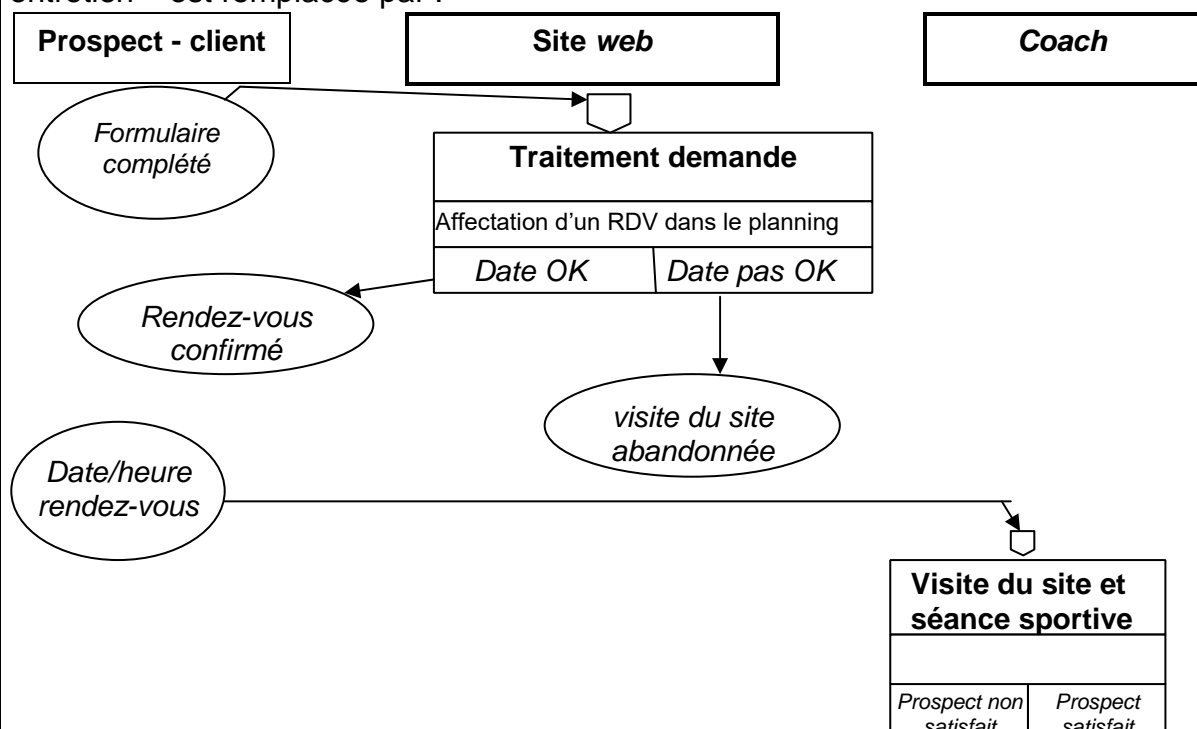 entretien » est remplacée par :
Prospect - client
Site web
Coach
Formulaire
complété
Traitement demande
Affectation d'un RDV dans le planning
Date OK
Date pas OK
Rendez-vous
confirmé
visite du site
abandonnée
Date/heure
rendez-vous
Visite du site et
séance sportive
Prospect non
satisfait
Prospect
satisfait